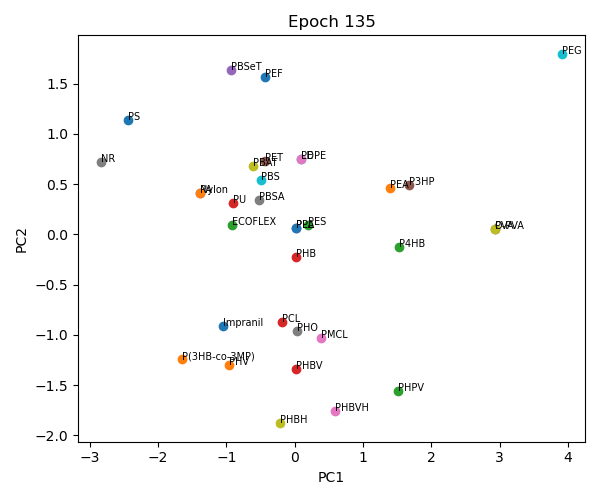 Epoch 135
PEG
PBSeT
PEF
PS
NR
PET
PBAT
PBS
PEA
P3HP
Nylon
PU
PBSA
ECOFLEX
PES
P4HB
PHB
Impranil
PCL
PHO
PMCL
P(3HB-co-3MP)
PHV
PHBV
PHPV
PHBVH
PHBH
1.5
1.0
0.5
0.0
−0.5
−1.0
−1.5
−2.0
PC2
−3
−2
−1
0
1
2
3
4
PC1